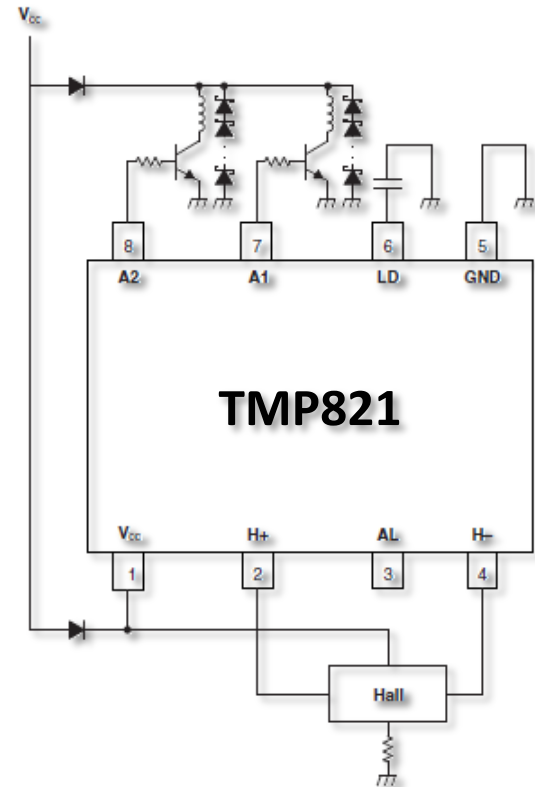 Vcc
8 7 6 5
A2 A1 LD GND
TMP821
Vcc H+ AL H−
1 2 3 4
Hall